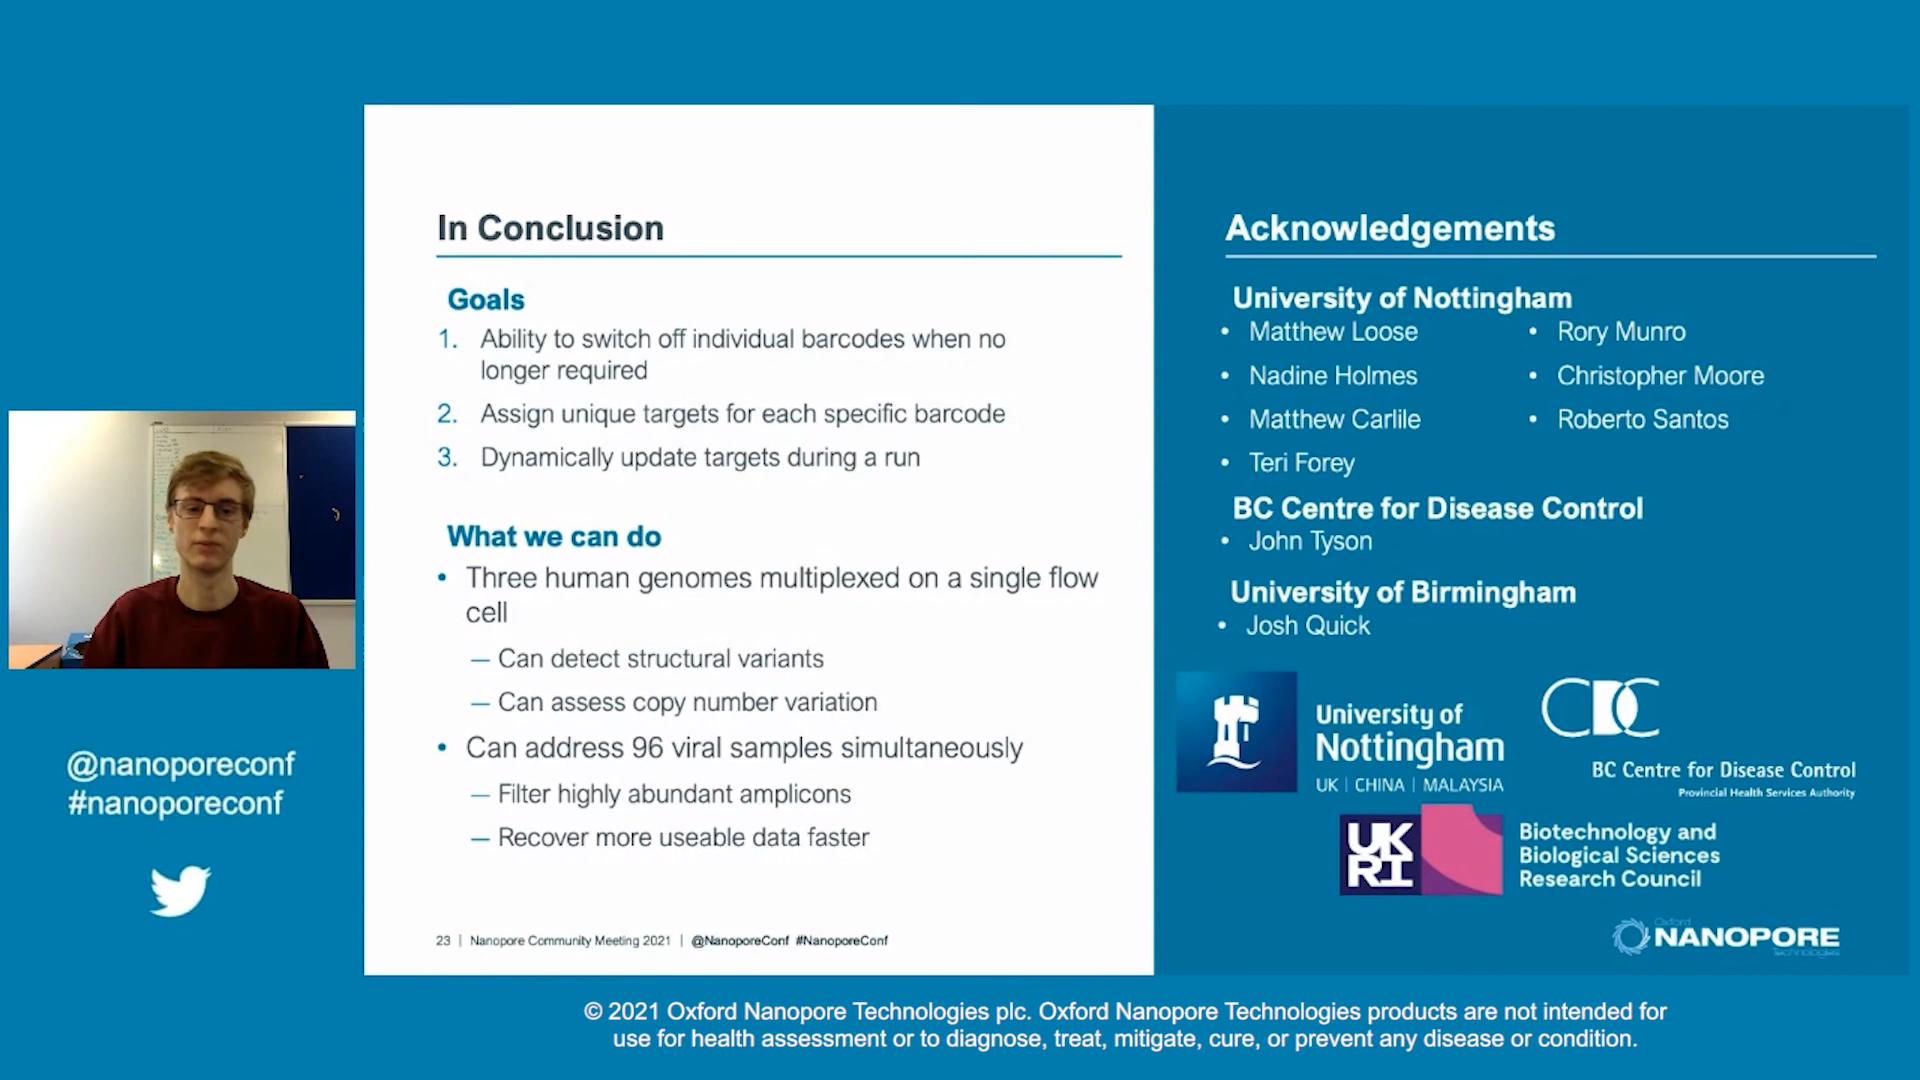 In Conclusion
Goals
1. Ability to switch off individual barcodes when no
longer required
2. Assign unique targets for each specific barcode
3. Dynamically update targets during a run
What we can do
• Three human genomes multiplexed on a single flow
cell
— Can detect structural variants
— Can assess copy number variation
• Can address 96 viral samples simultaneously
— Filter highly abundant amplicons
— Recover more useable data faster
23 | Nanopore Community Meeting 2021 | @NanoporeConf #NanoporeConf
Acknowledgements
University of Nottingham
• Matthew Loose
• Nadine Holmes
• Matthew Carlile
• Teri Forey
• Rory Munro
• Christopher Moore
• Roberto Santos
BC Centre for Disease Control
• John Tyson
University of Birmingham
• Josh Quick
University of
Nottingham
UK | CHINA | MALAYSIA
CDC
BC Centre for Disease Control
Provincial Health Services Authority
UK
RI
Biotechnology and
Biological Sciences
Research Council
Oxford
NANOPORE
Technologies
@nanoporeconf
#nanoporeconf
© 2021 Oxford Nanopore Technologies plc. Oxford Nanopore Technologies products are not intended for
use for health assessment or to diagnose, treat, mitigate, cure, or prevent any disease or condition.